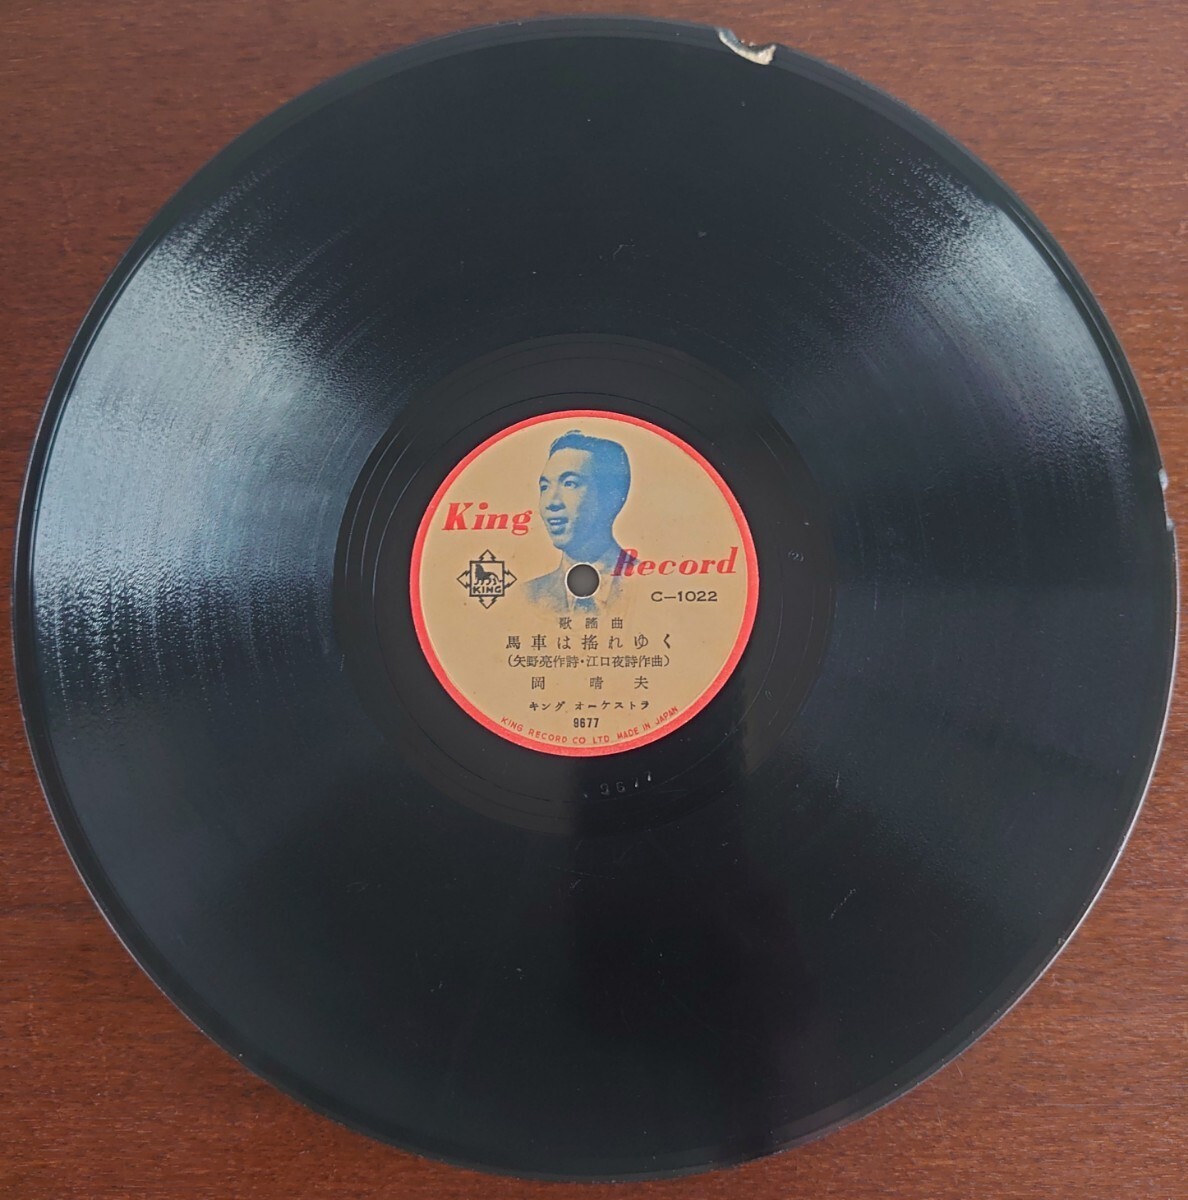 King
Record
KING
C-1022
歌謡曲
馬車は搖れゆく
(矢野亮作詩・江口夜詩作曲)
岡 晴夫
キング オーケストラ
9677
KING RECORD CO LTD. MADE IN JAPAN
9677